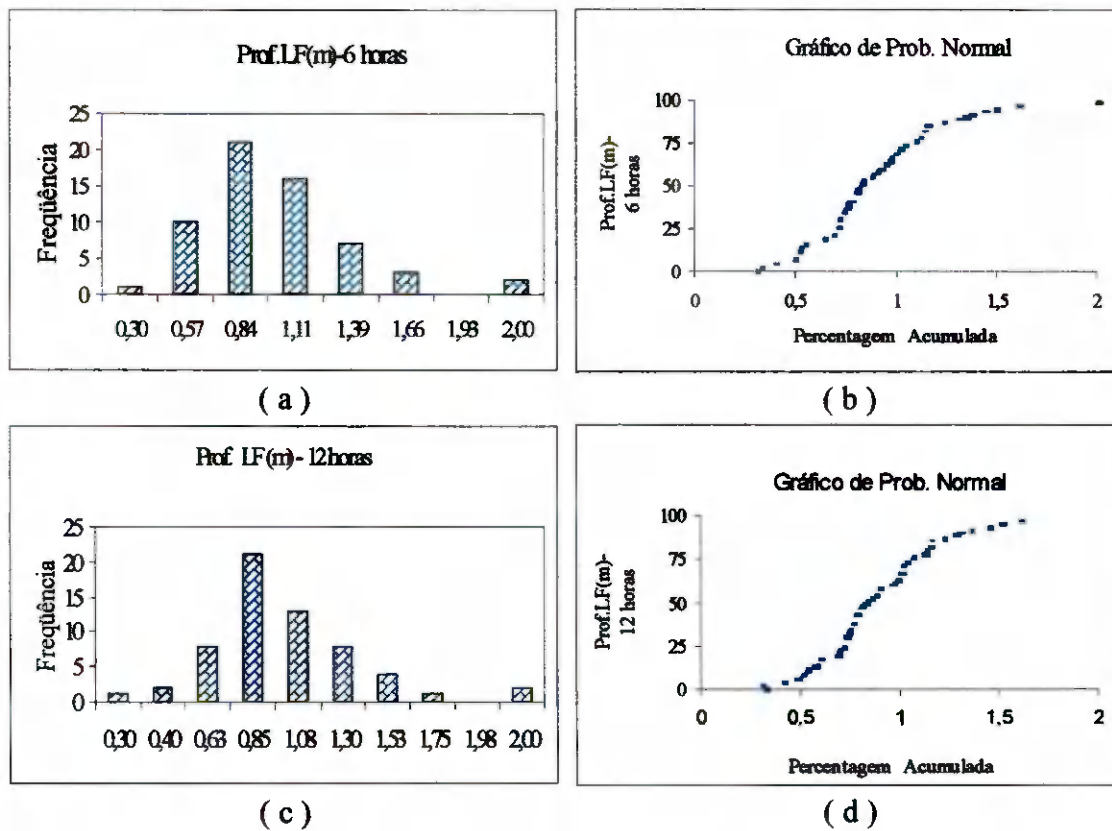 Prof.LF(m)-6 horas
Freqüência
25
20
15
10
5
0
0,30 0,57 0,84 1,11 1,39 1,66 1,93 2,00
( a )
Gráfico de Prob. Normal
Prof.LF(m)-
6 horas
100
75
50
25
0
0 0,5 1 1,5 2
Percentagem Acumulada
( b )
Prof. LF(m) - 12horas
Freqüência
25
20
15
10
5
0
0,30 0,40 0,63 0,85 1,08 1,30 1,53 1,75 1,98 2,00
( c )
Gráfico de Prob. Normal
Prof.LF(m)-
12 horas
100
75
50
25
0
0 0,5 1 1,5 2
Percentagem Acumulada
( d )